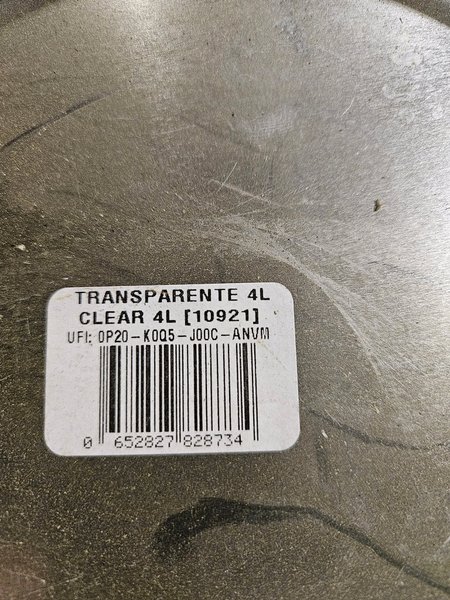 TRANSPARENTE 4L
CLEAR 4L [10921]
UFI: 0P20-K0Q5-J00C-ANVM
0 652827 828734